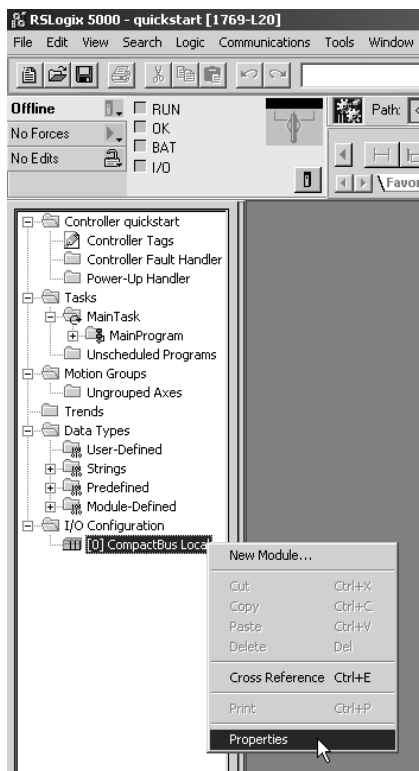 RSLogix 5000 - quickstart [1769-L20]
File Edit View Search Logic Communications Tools Window
Offline
RUN
No Forces
OK
BAT
No Edits
I/O
Path:
Controller quickstart
Controller Tags
Controller Fault Handler
Power-Up Handler
Tasks
MainTask
MainProgram
Unscheduled Programs
Motion Groups
Ungrouped Axes
Trends
Data Types
User-Defined
Strings
Predefined
Module-Defined
I/O Configuration
[0] CompactBus Local
New Module...
Cut Ctrl+X
Copy Ctrl+C
Paste Ctrl+V
Delete Del
Cross Reference Ctrl+E
Print Ctrl+P
Properties